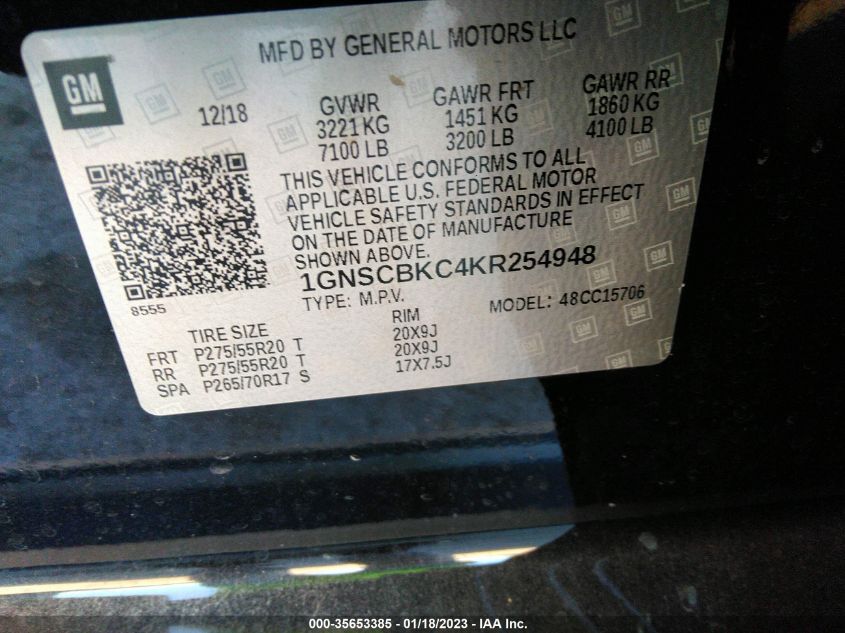 MFD BY GENERAL MOTORS LLC
GM
12/18
GVWR
3221 KG
7100 LB
GAWR FRT
1451 KG
3200 LB
GAWR RR
1860 KG
4100 LB
THIS VEHICLE CONFORMS TO ALL
APPLICABLE U.S. FEDERAL MOTOR
VEHICLE SAFETY STANDARDS IN EFFECT
ON THE DATE OF MANUFACTURE
SHOWN ABOVE.
1GNSCBKC4KR254948
TYPE: M.P.V. MODEL: 48CC15706
8555
TIRE SIZE RIM
FRT P275/55R20 T 20X9J
RR P275/55R20 T 20X9J
SPA P265/70R17 S 17X7.5J
000-35653385 - 01/18/2023 - IAA Inc.